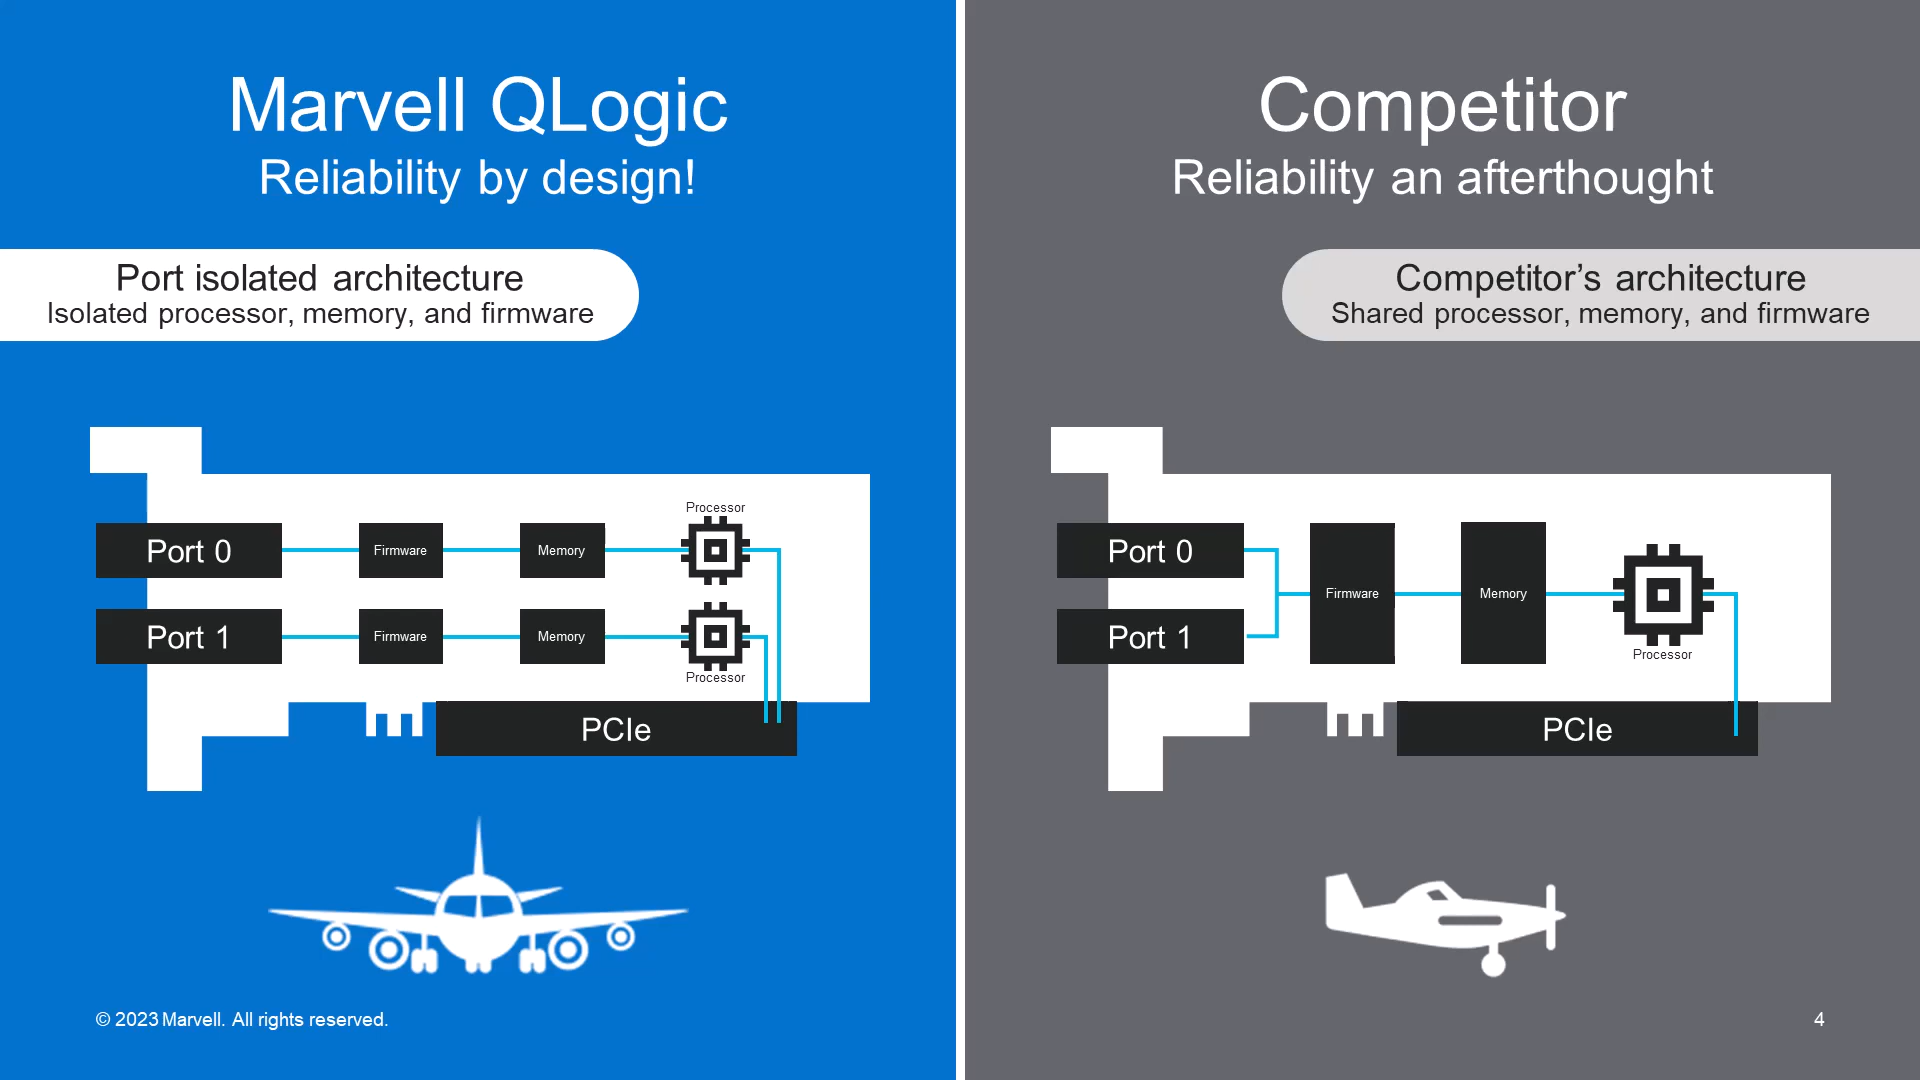 Marvell QLogic
Reliability by design!
Port isolated architecture
Isolated processor, memory, and firmware
Processor
Port 0
Firmware
Memory
Port 1
Firmware
Memory
Processor
PCIe
© 2023 Marvell. All rights reserved.
Competitor
Reliability an afterthought
Competitor’s architecture
Shared processor, memory, and firmware
Port 0
Port 1
Firmware
Memory
Processor
PCIe
4